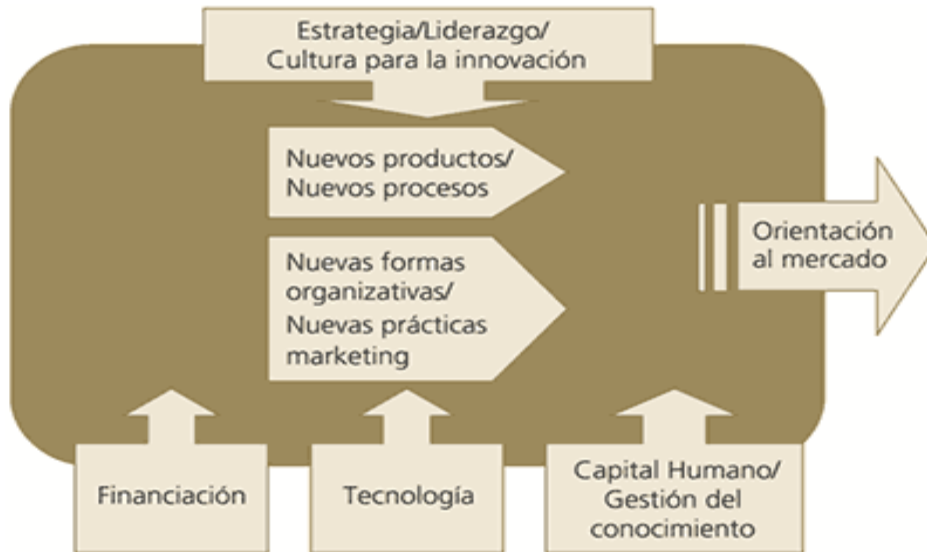 Estrategia/Liderazgo/
Cultura para la innovación
Nuevos productos/
Nuevos procesos
Nuevas formas
organizativas/
Nuevas prácticas
marketing
Orientación
al mercado
Financiación
Tecnología
Capital Humano/
Gestión del
conocimiento